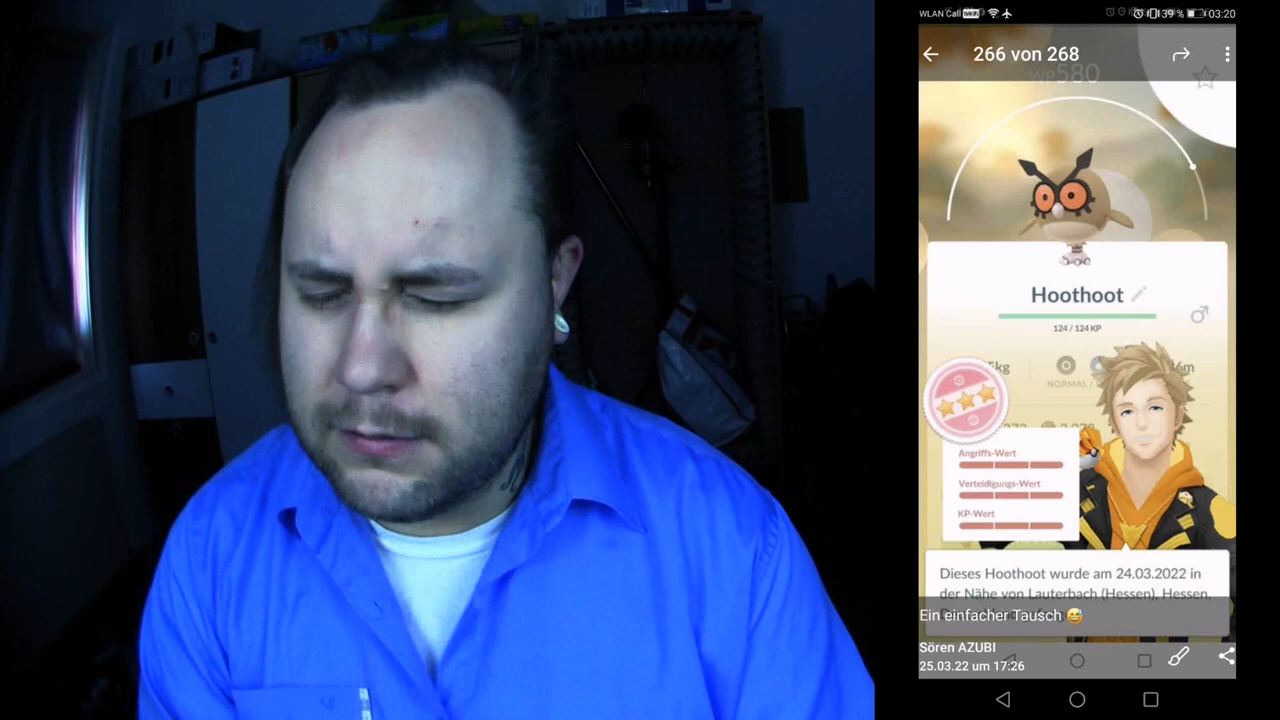 WLAN Call
39 %
03:20
266 von 268
WP580
Hoothoot
124 / 124 KP
kg
NORMAL /
Angriffs-Wert
Verteidigungs-Wert
KP-Wert
Dieses Hoothoot wurde am 24.03.2022 in
der Nähe von Lauterbach (Hessen), Hessen,
Ein einfacher Tausch 😅
Sören AZUBI
25.03.22 um 17:26